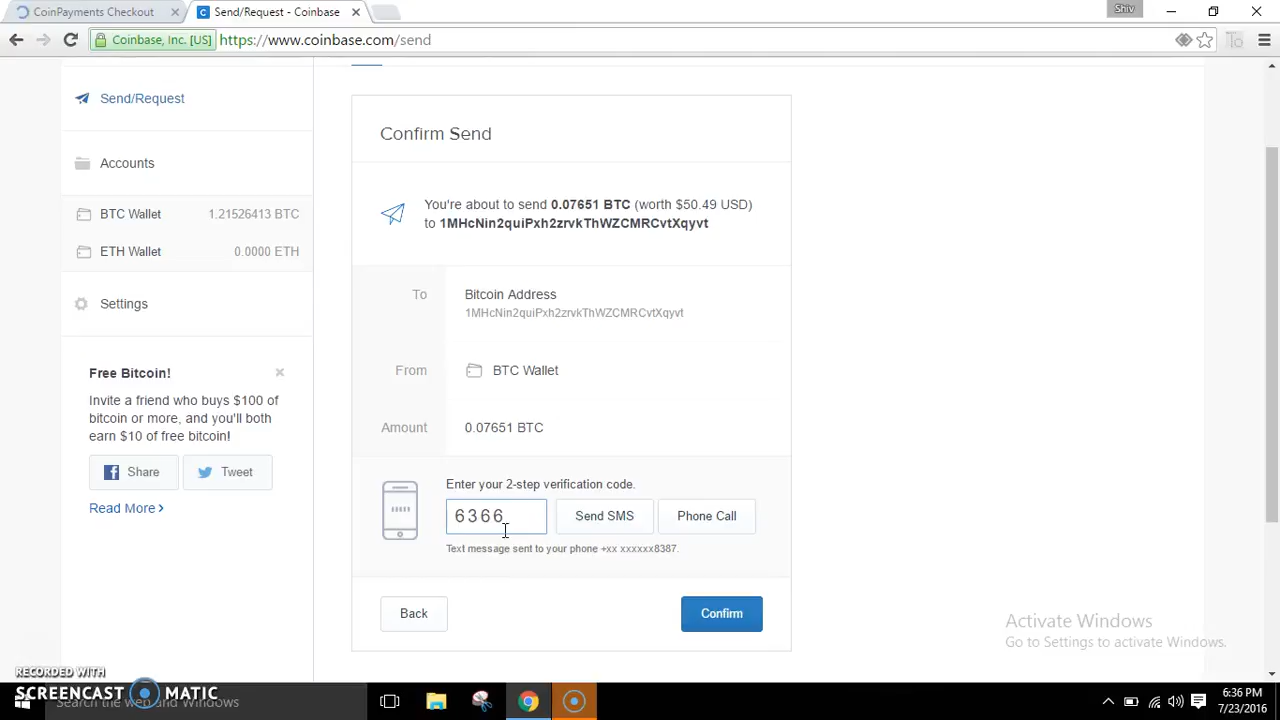 CoinPayments Checkout
Send/Request - Coinbase
Shiv
Coinbase, Inc. [US]
https://www.coinbase.com/send
Send/Request
Accounts
BTC Wallet 1.21526413 BTC
ETH Wallet 0.0000 ETH
Settings
Free Bitcoin!
Invite a friend who buys $100 of
bitcoin or more, and you'll both
earn $10 of free bitcoin!
Share
Tweet
Read More
Confirm Send
You're about to send 0.07651 BTC (worth $50.49 USD)
to 1MHcNin2quiPxh2zrvkThWZCMRCvtXqyvt
To Bitcoin Address
1MHcNin2quiPxh2zrvkThWZCMRCvtXqyvt
From BTC Wallet
Amount 0.07651 BTC
Enter your 2-step verification code.
6366
Send SMS
Phone Call
Text message sent to your phone +xx xxxxxx8387.
Back
Confirm
Activate Windows
Go to Settings to activate Windows.
RECORDED WITH
SCREENCAST MATIC
Search the web and Windows
6:36 PM
7/23/2016